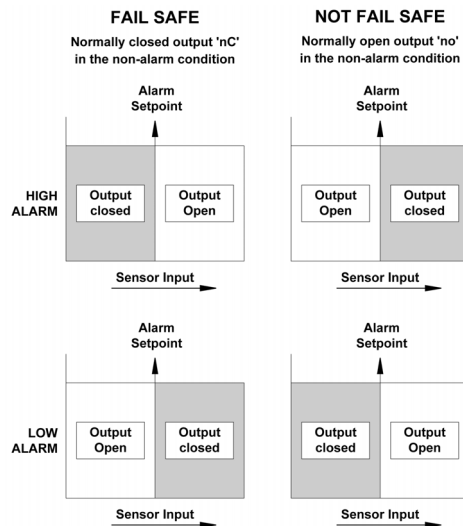 FAIL SAFE
Normally closed output 'nC'
in the non-alarm condition
NOT FAIL SAFE
Normally open output 'no'
in the non-alarm condition
Alarm
Setpoint
Alarm
Setpoint
HIGH
ALARM
Output
closed
Output
Open
Output
Open
Output
closed
Sensor Input
Sensor Input
Alarm
Setpoint
Alarm
Setpoint
LOW
ALARM
Output
Open
Output
closed
Output
closed
Output
Open
Sensor Input
Sensor Input